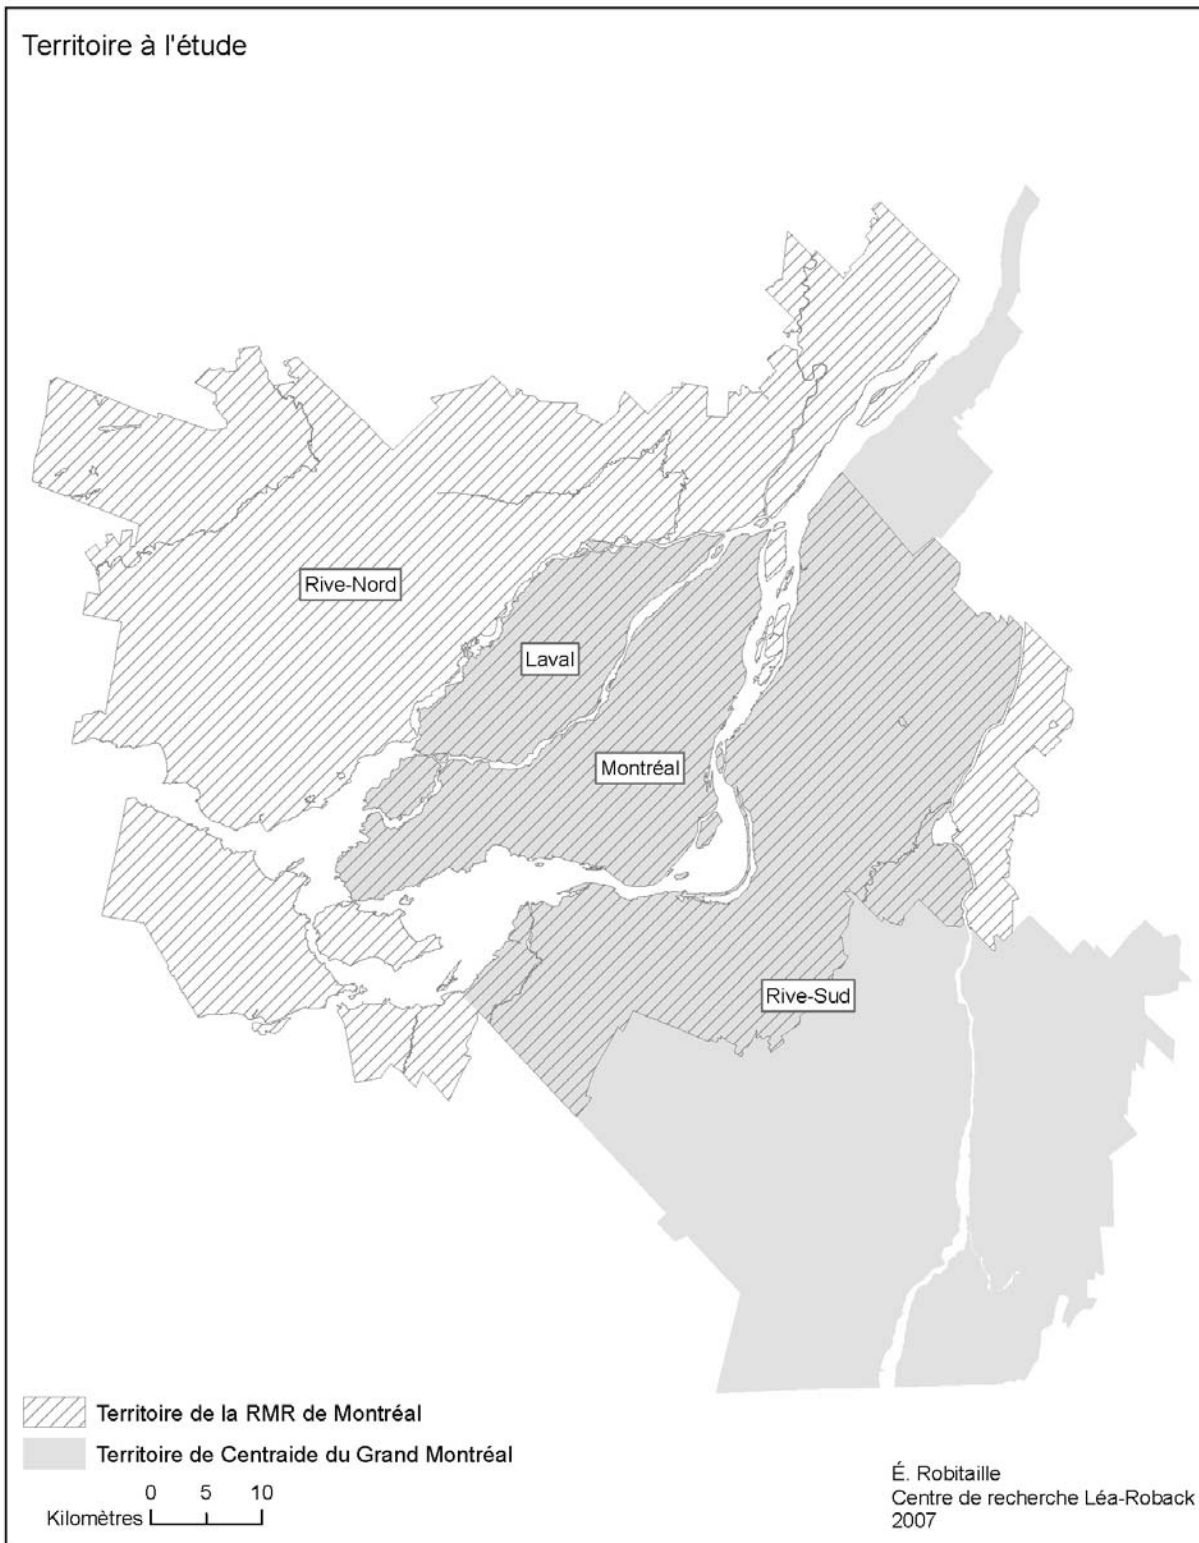 Territoire à l'étude
Rive-Nord
Laval
Montréal
Rive-Sud
Territoire de la RMR de Montréal
Territoire de Centraide du Grand Montréal
0 5 10
Kilomètres
É. Robitaille
Centre de recherche Léa-Roback
2007